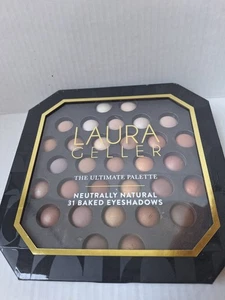 LAURA
GELLER
THE ULTIMATE PALETTE
NEUTRALLY NATURAL
31 BAKED EYESHADOWS